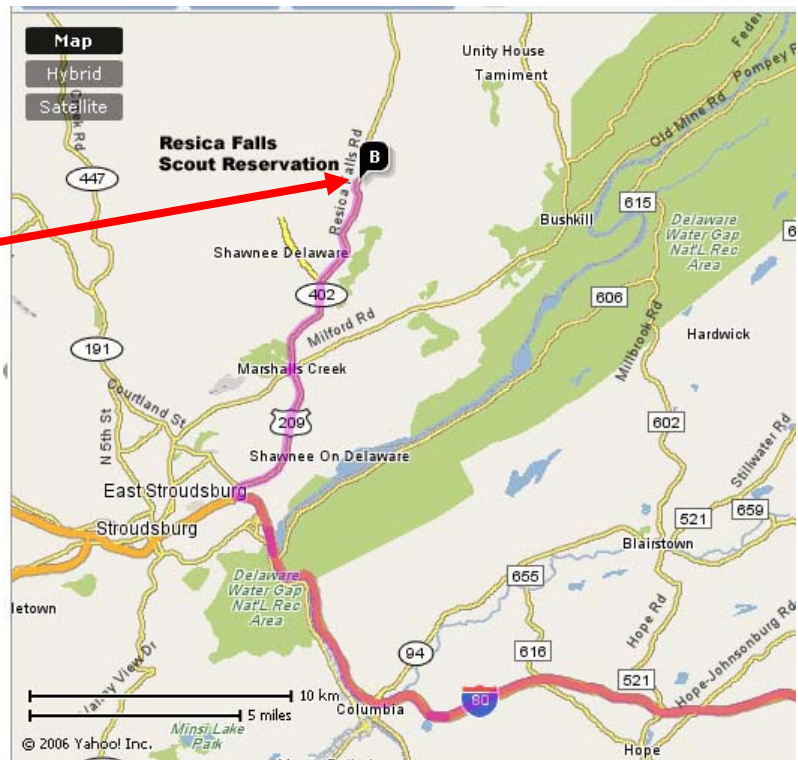 Map
Hybrid
Satellite
Unity House
Tamiment
Pompey
Old Mine Rd
Creek Rd
Resica Falls
Scout Reservation
B
Resica Falls Rd
447
615
Bushkill
Delaware
Water Gap
Nat'L Rec
Area
Shawnee Delaware
402
606
Milford Rd
Millbrook Rd
Hardwick
191
Marshalls Creek
Courtland St
209
N 5th St
602
Stillwater Rd
Shawnee On Delaware
East Stroudsburg
Stroudsburg
521
659
Blairstown
Delaware
Water Gap
Nat'L Rec
Area
655
letown
Hope Rd
94
616
521
Hope-Johnsonburg Rd
80
10 km
5 miles
Columbia
Minsi Lake
Park
Hope
© 2006 Yahoo! Inc.